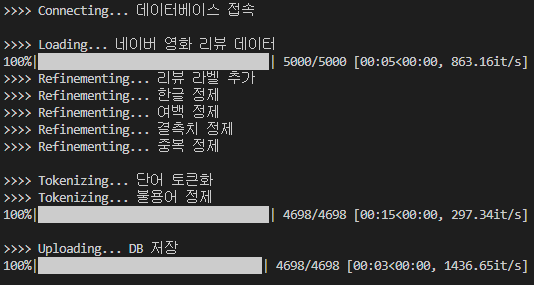 >>>> Connecting... 데이터베이스 접속
>>>> Loading... 네이버 영화 리뷰 데이터
100%| | 5000/5000 [00:05<00:00, 863.16it/s]
>>>> Refinementing... 리뷰 라벨 추가
>>>> Refinementing... 한글 정제
>>>> Refinementing... 여백 정제
>>>> Refinementing... 결측치 정제
>>>> Refinementing... 중복 정제
>>>> Tokenizing... 단어 토큰화
>>>> Tokenizing... 불용어 정제
100%| | 4698/4698 [00:15<00:00, 297.34it/s]
>>>> Uploading... DB 저장
100%| | 4698/4698 [00:03<00:00, 1436.65it/s]